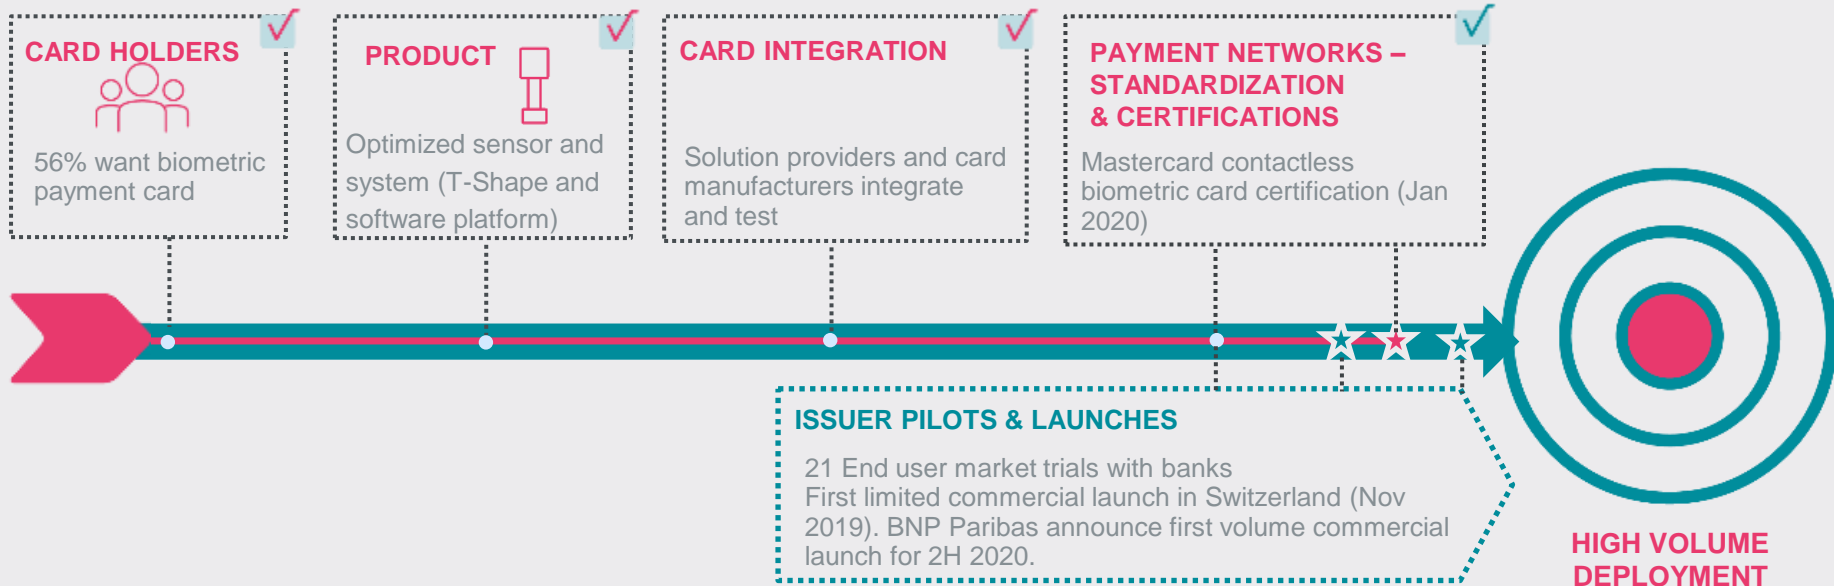 CARD HOLDERS
56% want biometric
payment card
PRODUCT
Optimized sensor and
system (T-Shape and
software platform)
CARD INTEGRATION
Solution providers and card
manufacturers integrate
and test
PAYMENT NETWORKS –
STANDARDIZATION
& CERTIFICATIONS
Mastercard contactless
biometric card certification (Jan
2020)
ISSUER PILOTS & LAUNCHES
21 End user market trials with banks
First limited commercial launch in Switzerland (Nov
2019). BNP Paribas announce first volume commercial
launch for 2H 2020.
HIGH VOLUME
DEPLOYMENT